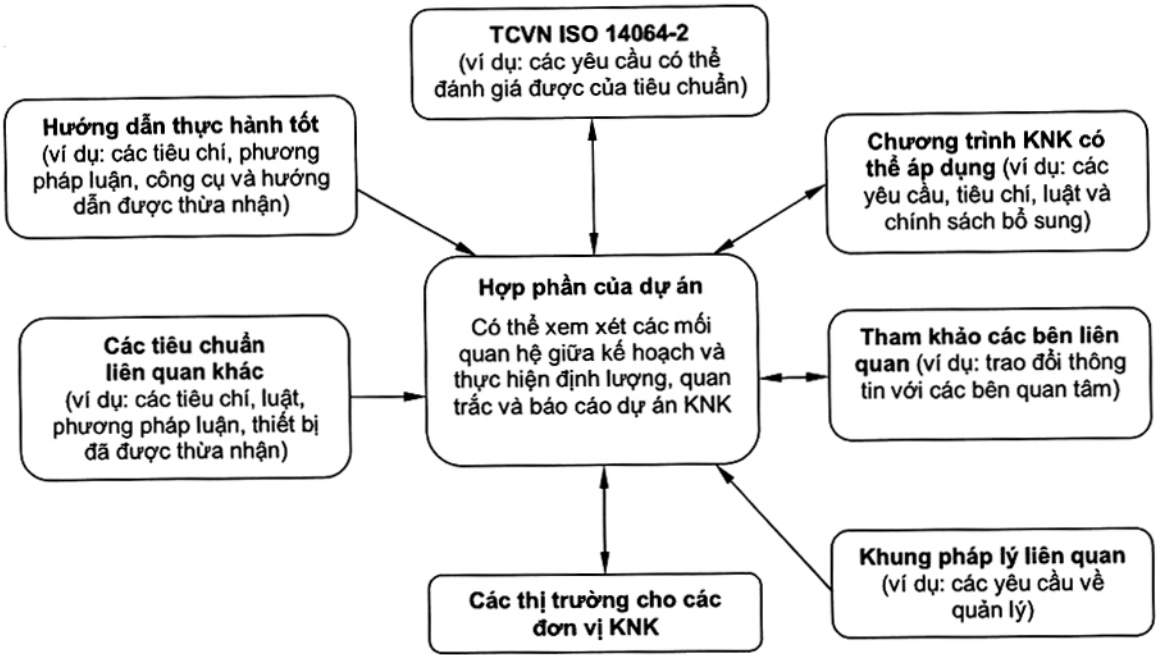 TCVN ISO 14064-2
(ví dụ: các yêu cầu có thể
đánh giá được của tiêu chuẩn)
Hướng dẫn thực hành tốt
(ví dụ: các tiêu chí, phương
pháp luận, công cụ và hướng
dẫn được thừa nhận)
Chương trình KNK có
thể áp dụng (ví dụ: các
yêu cầu, tiêu chí, luật và
chính sách bổ sung)
Hợp phần của dự án
Có thể xem xét các mối
quan hệ giữa kế hoạch và
thực hiện định lượng, quan
trắc và báo cáo dự án KNK
Các tiêu chuẩn
liên quan khác
(ví dụ: các tiêu chí, luật,
phương pháp luận, thiết bị
đã được thừa nhận)
Tham khảo các bên liên
quan (ví dụ: trao đổi thông
tin với các bên quan tâm)
Khung pháp lý liên quan
(ví dụ: các yêu cầu về
quản lý)
Các thị trường cho các
đơn vị KNK